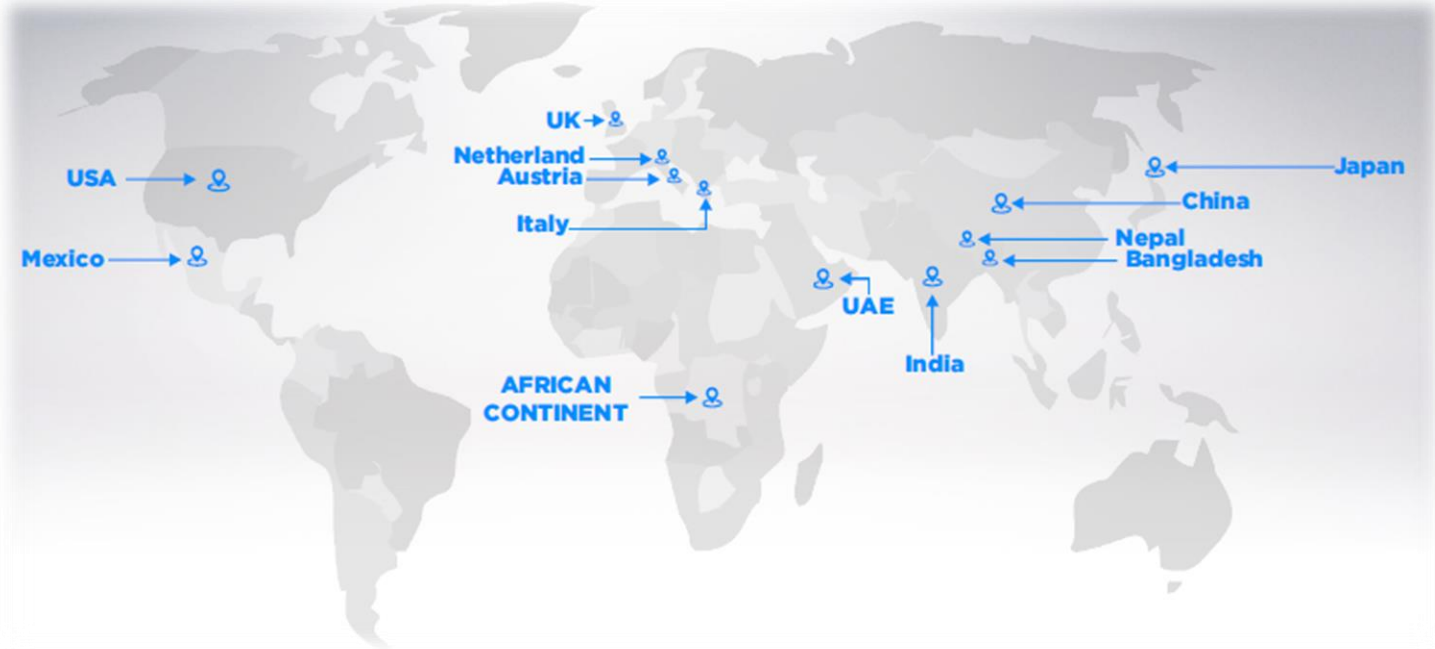 UK
Netherland
Austria
Italy
USA
Mexico
AFRICAN
CONTINENT
UAE
India
Japan
China
Nepal
Bangladesh